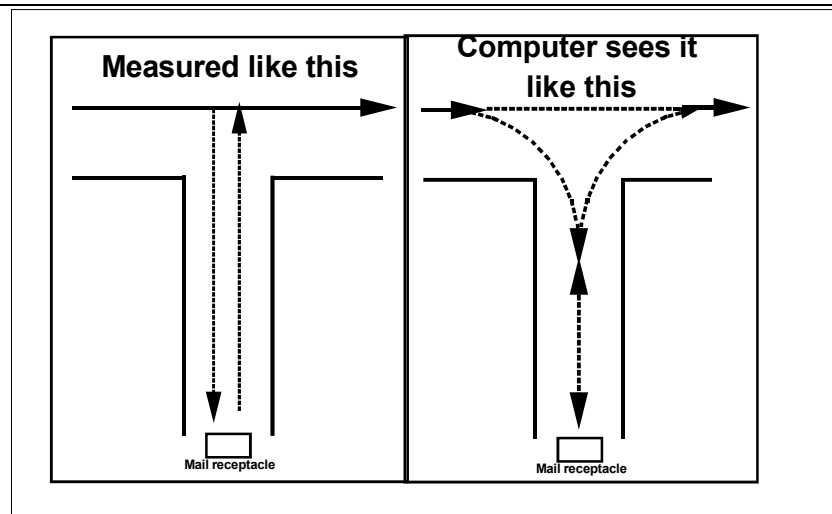 Measured like this
Computer sees it
like this
Mail receptacle
Mail receptacle